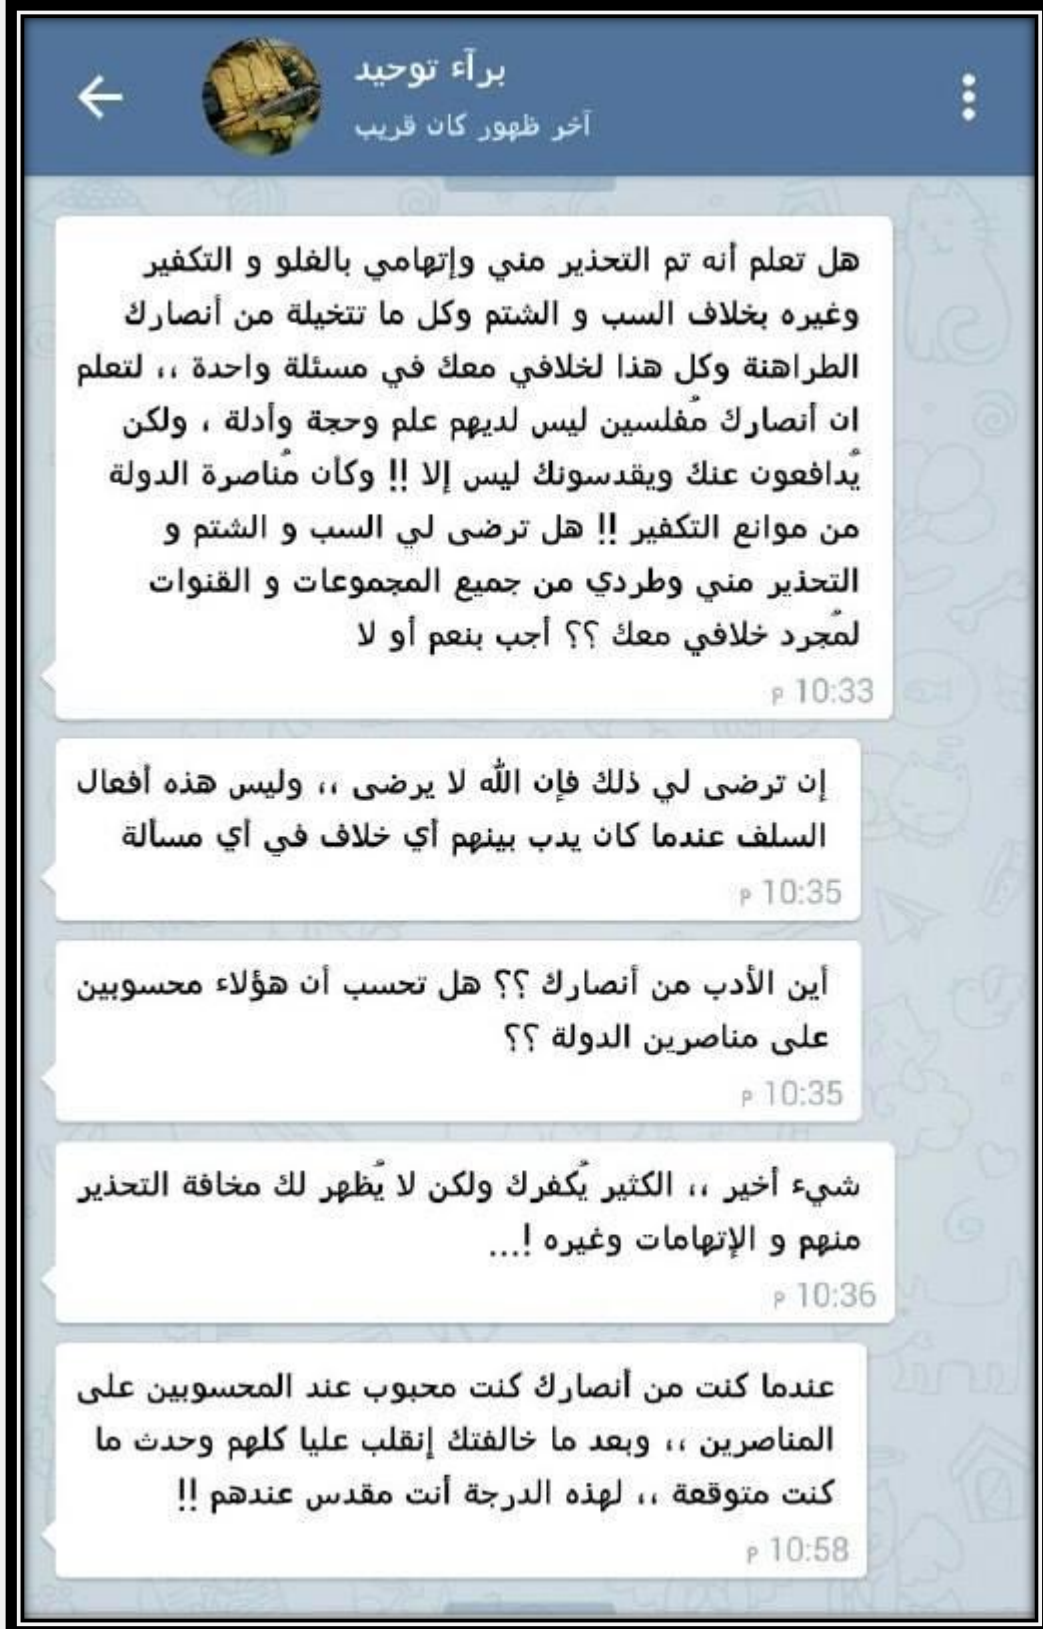 برآء توحيد
آخر ظهور كان قريب
هل تعلم أنه تم التحذير مني وإتهامي بالغلو و التكفير
وغيره بخلاف السب و الشتم وكل ما تتخيلة من أنصارك
الطراهنة وكل هذا لخلافي معك في مسئلة واحدة ،، لتعلم
ان أنصارك مُفلسين ليس لديهم علم وحجة وأدلة ، ولكن
يُدافعون عنك ويقدسونك ليس إلا !! وكأن مُناصرة الدولة
من موانع التكفير !! هل ترضى لي السب و الشتم و
التحذير مني وطردي من جميع المجموعات و القنوات
لمُجرد خلافي معك ؟؟ أجب بنعم أو لا
10:33 م
إن ترضى لي ذلك فإن الله لا يرضى ،، وليس هذه أفعال
السلف عندما كان يدب بينهم أي خلاف في أي مسألة
10:35 م
أين الأدب من أنصارك ؟؟ هل تحسب أن هؤلاء محسوبين
على مناصرين الدولة ؟؟
10:35 م
شيء أخير ،، الكثير يُكفرك ولكن لا يُظهر لك مخافة التحذير
منهم و الإتهامات وغيره !...
10:36 م
عندما كنت من أنصارك كنت محبوب عند المحسوبين على
المناصرين ،، وبعد ما خالفتك إنقلب عليا كلهم وحدث ما
كنت متوقعة ،، لهذه الدرجة أنت مقدس عندهم !!
10:58 م